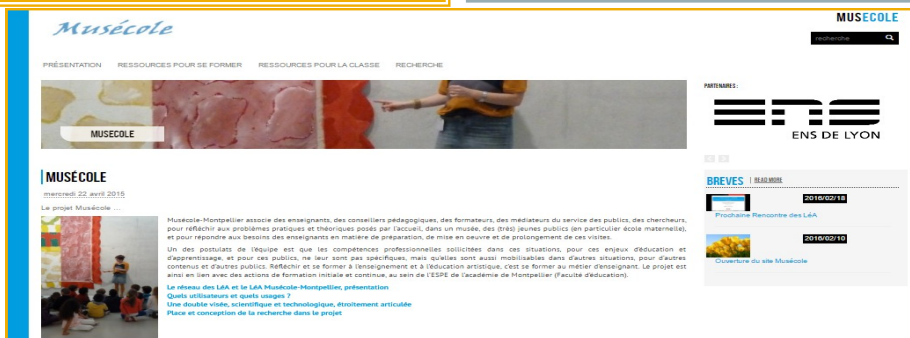 Musécole
MUSECOLE
recherche
PRÉSENTATION RESSOURCES POUR SE FORMER RESSOURCES POUR LA CLASSE RECHERCHE
MUSECOLE
PARTENAIRES :
ENS
ENS DE LYON
MUSÉCOLE
mercredi 22 avril 2015
Le projet Musécole ...
Musécole-Montpellier associe des enseignants, des conseillers pédagogiques, des formateurs, des médiateurs du service des publics, des chercheurs,
pour réfléchir aux problèmes pratiques et théoriques posés par l'accueil, dans un musée, des (très) jeunes publics (en particulier école maternelle),
et pour répondre aux besoins des enseignants en matière de préparation, de mise en oeuvre et de prolongement de ces visites.
Un des postulats de l'équipe est que les compétences professionnelles sollicitées dans ces situations, pour ces enjeux d'éducation et
d'apprentissage, et pour ces publics, ne leur sont pas spécifiques, mais qu'elles sont aussi mobilisables dans d'autres situations, pour d'autres
contenus et d'autres publics. Réfléchir et se former à l'enseignement et à l'éducation artistique, c'est se former au métier d'enseignant. Le projet est
ainsi en lien avec des actions de formation initiale et continue, au sein de l'ESPE de l'académie de Montpellier (Faculté d'éducation).
Le réseau des LéA et le LéA Musécole-Montpellier, présentation
Quels utilisateurs et quels usages ?
Une double visée, scientifique et technologique, étroitement articulée
Place et conception de la recherche dans le projet
BREVES | READ MORE
2016/02/18
Prochaine Rencontre des LéA
2016/02/10
Ouverture du site Musécole